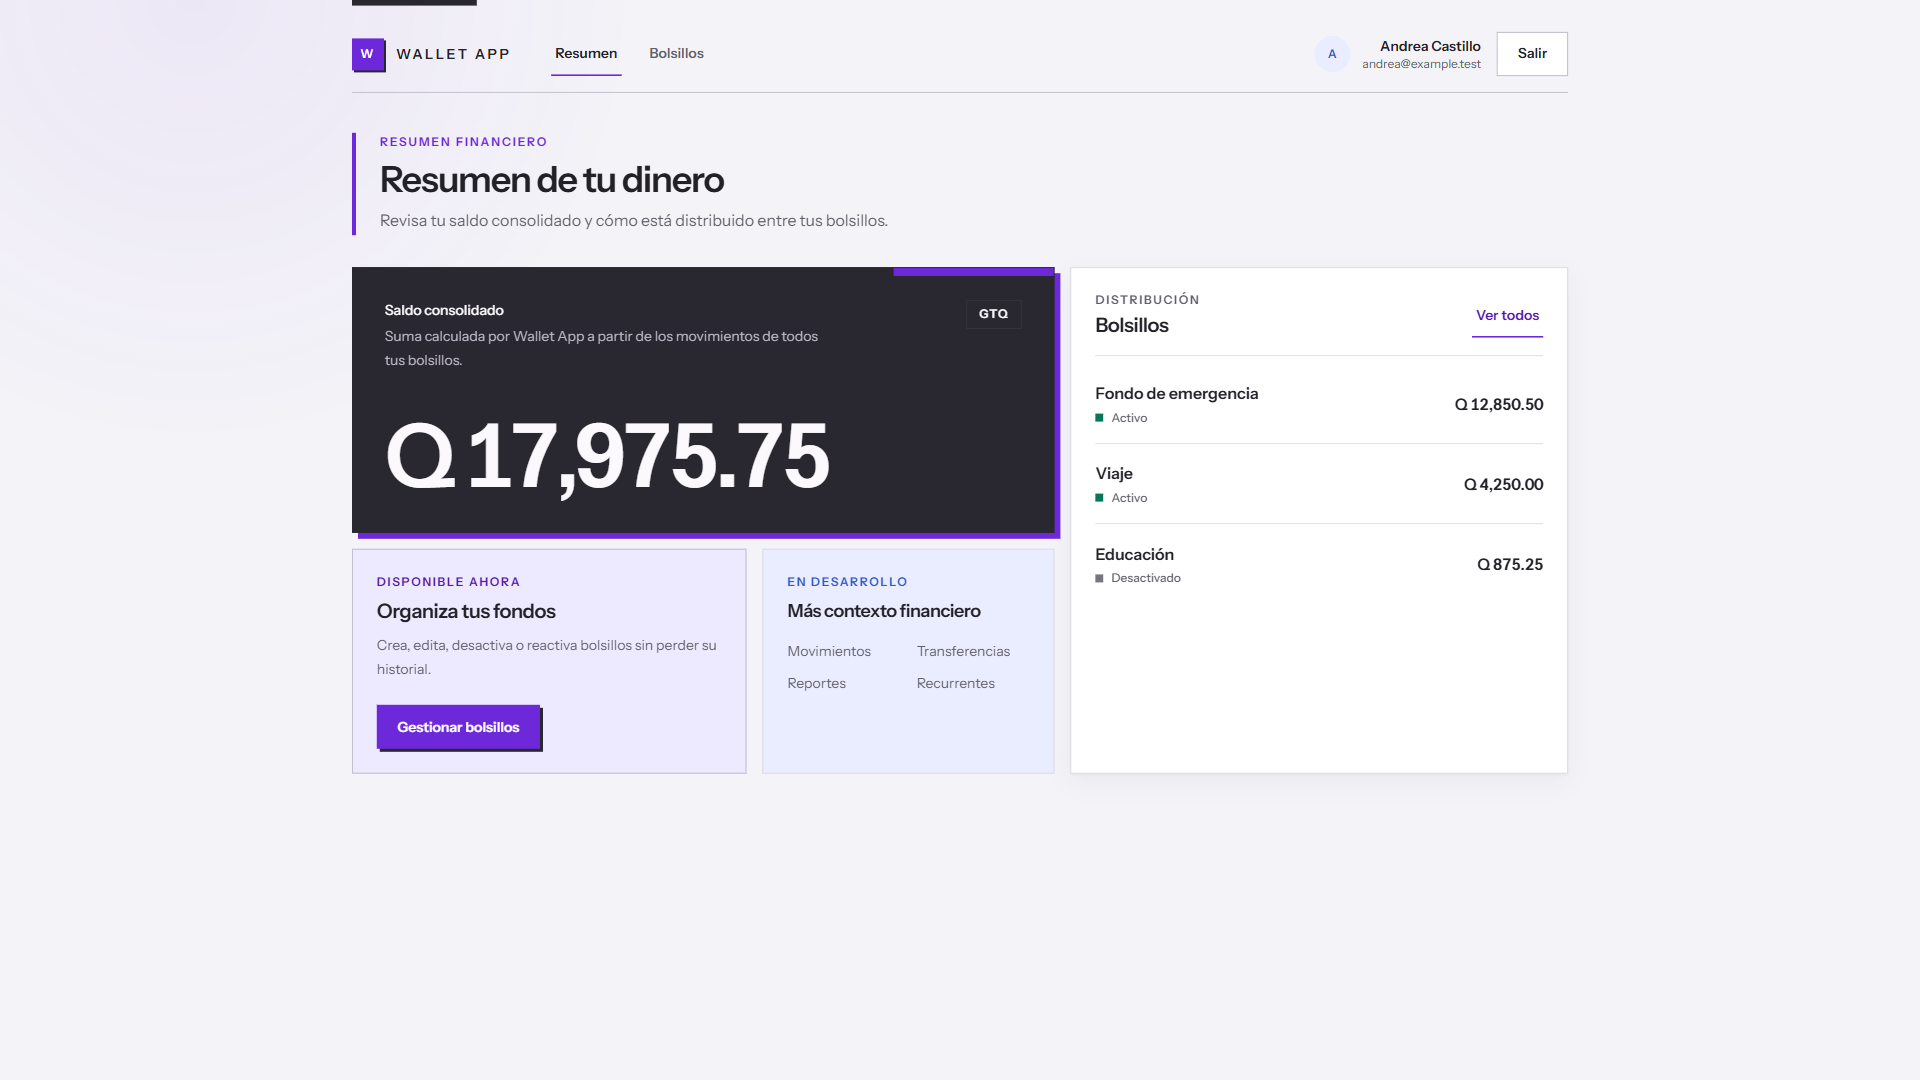 W
WALLET APP
Resumen
Bolsillos
A
Andrea Castillo
andrea@example.test
Salir
RESUMEN FINANCIERO
Resumen de tu dinero
Revisa tu saldo consolidado y cómo está distribuido entre tus bolsillos.
Saldo consolidado
Suma calculada por Wallet App a partir de los movimientos de todos
tus bolsillos.
GTQ
Q 17,975.75
DISPONIBLE AHORA
Organiza tus fondos
Crea, edita, desactiva o reactiva bolsillos sin perder su
historial.
Gestionar bolsillos
EN DESARROLLO
Más contexto financiero
Movimientos
Transferencias
Reportes
Recurrentes
DISTRIBUCIÓN
Bolsillos
Ver todos
Fondo de emergencia
Activo
Q 12,850.50
Viaje
Activo
Q 4,250.00
Educación
Desactivado
Q 875.25